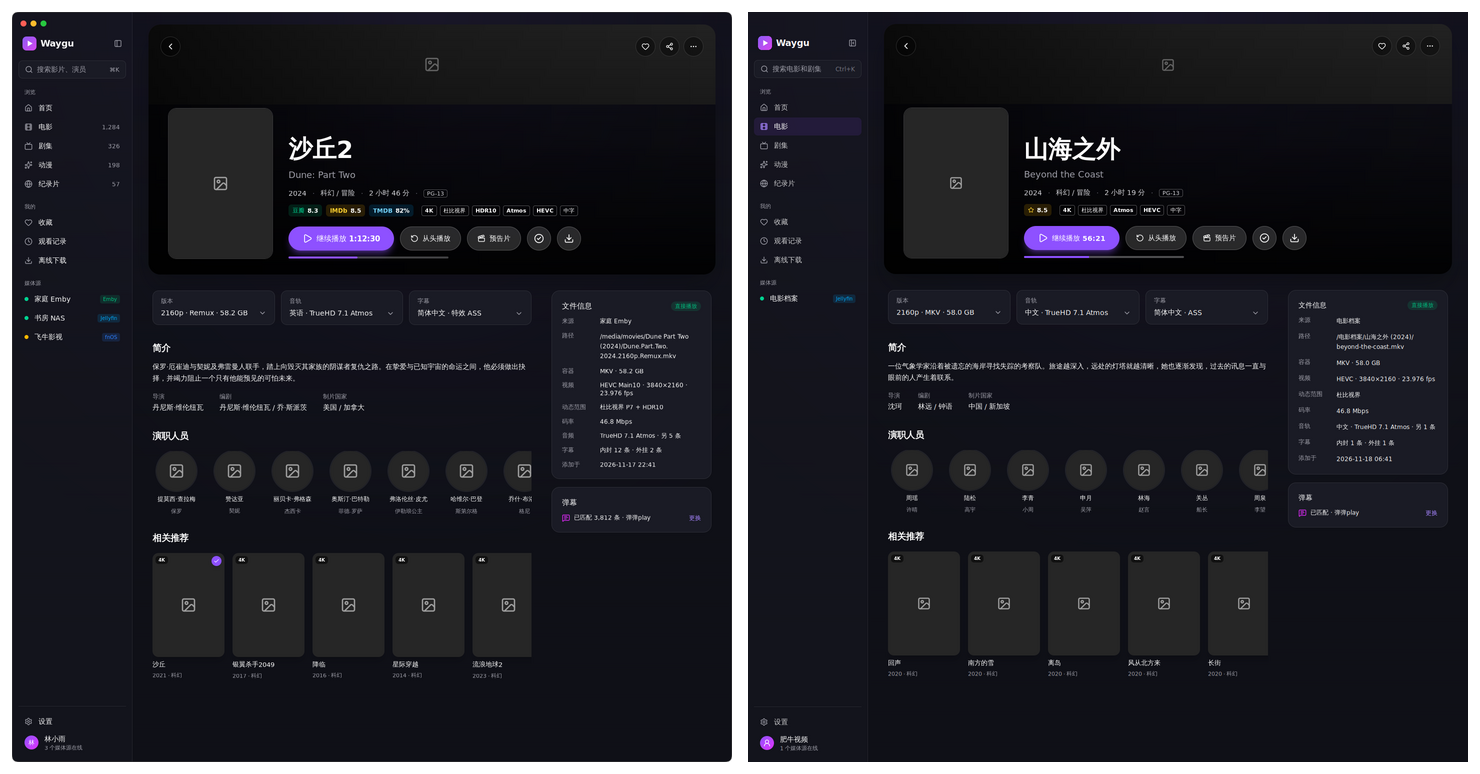 Waygu
搜索影片、演员 ⌘K
浏览
首页
电影 1,284
剧集 326
动漫 198
纪录片 57
我的
收藏
观看记录
离线下载
媒体源
家庭 Emby Emby
书房 NAS Jellyfin
飞牛影视 fnOS
设置
林小雨
3 个媒体源在线
沙丘2
Dune: Part Two
2024 · 科幻 / 冒险 · 2 小时 46 分 · PG-13
豆瓣 8.3 IMDb 8.5 TMDB 82% 4K 杜比视界 HDR10 Atmos HEVC 中字
继续播放 1:12:30 从头播放 预告片
版本
2160p · Remux · 58.2 GB
音轨
英语 · TrueHD 7.1 Atmos
字幕
简体中文 · 特效 ASS
简介
保罗·厄崔迪与契妮及弗雷曼人联手，踏上向毁灭其家族的阴谋者复仇之路。在挚爱与已知宇宙的命运之间，他必须做出抉
择，并竭力阻止一个只有他能预见的可怕未来。
导演
丹尼斯·维伦纽瓦
编剧
丹尼斯·维伦纽瓦 / 乔·斯派茨
制片国家
美国 / 加拿大
演职人员
提莫西·查拉梅
保罗
赞达亚
契妮
丽贝卡·弗格森
杰西卡
奥斯汀·巴特勒
菲德·罗萨
弗洛伦丝·皮尤
伊勒琅公主
哈维尔·巴登
斯第尔格
乔什·布洛
格尼
相关推荐
4K
沙丘
2021 · 科幻
4K
银翼杀手2049
2017 · 科幻
4K
降临
2016 · 科幻
4K
星际穿越
2014 · 科幻
4K
流浪地球2
2023 · 科幻
文件信息 直接播放
来源 家庭 Emby
路径 /media/movies/Dune Part Two
(2024)/Dune.Part.Two.
2024.2160p.Remux.mkv
容器 MKV · 58.2 GB
视频 HEVC Main10 · 3840×2160 ·
23.976 fps
动态范围 杜比视界 P7 + HDR10
码率 46.8 Mbps
音频 TrueHD 7.1 Atmos · 另 5 条
字幕 内封 12 条 · 外挂 2 条
添加于 2026-11-17 22:41
弹幕
已匹配 3,812 条 · 弹弹play 更换
Waygu
搜索电影和剧集 Ctrl+K
浏览
首页
电影
剧集
动漫
纪录片
我的
收藏
观看记录
离线下载
媒体源
电影档案 Jellyfin
设置
肥牛视频
1 个媒体源在线
山海之外
Beyond the Coast
2024 · 科幻 / 冒险 · 2 小时 19 分 · PG-13
8.5 4K 杜比视界 Atmos HEVC 中字
继续播放 56:21 从头播放 预告片
版本
2160p · MKV · 58.0 GB
音轨
中文 · TrueHD 7.1 Atmos
字幕
简体中文 · ASS
简介
一位气象学家沿着被遗忘的海岸寻找失踪的考察队。旅途越深入，远处的灯塔就越清晰，她也逐渐发现，过去的讯息一直与
眼前的人产生着联系。
导演
沈珂
编剧
林远 / 钟语
制片国家
中国 / 新加坡
演职人员
周瑶
许晴
陆松
高宇
李青
小周
申月
吴萍
林海
赵言
关丛
船长
周泉
李望
相关推荐
4K
回声
2020 · 科幻
4K
南方的雪
2020 · 科幻
4K
离岛
2020 · 科幻
4K
风从北方来
2020 · 科幻
4K
长街
2020 · 科幻
文件信息 直接播放
来源 电影档案
路径 /电影档案/山海之外 (2024)/
beyond-the-coast.mkv
容器 MKV · 58.0 GB
视频 HEVC · 3840×2160 · 23.976 fps
动态范围 杜比视界
码率 46.8 Mbps
音轨 中文 · TrueHD 7.1 Atmos · 另 1 条
字幕 内封 1 条 · 外挂 1 条
添加于 2026-11-18 06:41
弹幕
已匹配 3,812 条 · 弹弹play 更换